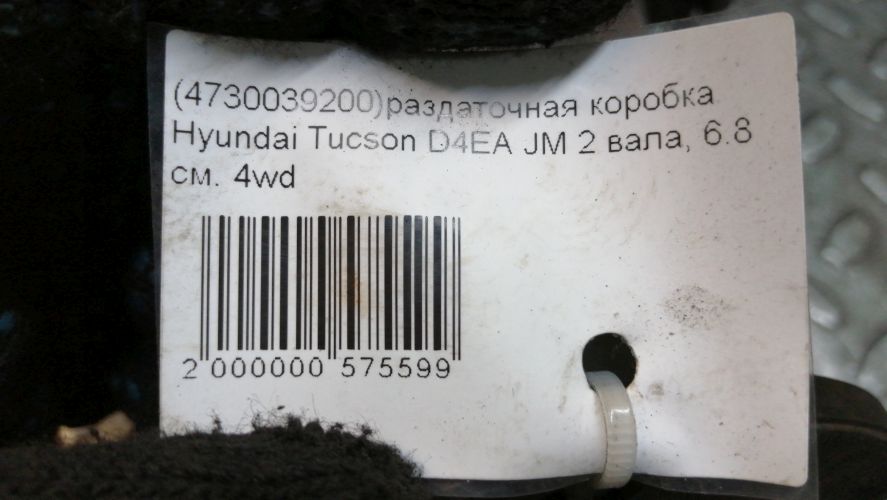 (4730039200)раздаточная коробка
Hyundai Tucson D4EA JM 2 вала, 6.8
см. 4wd
2 000000 575599